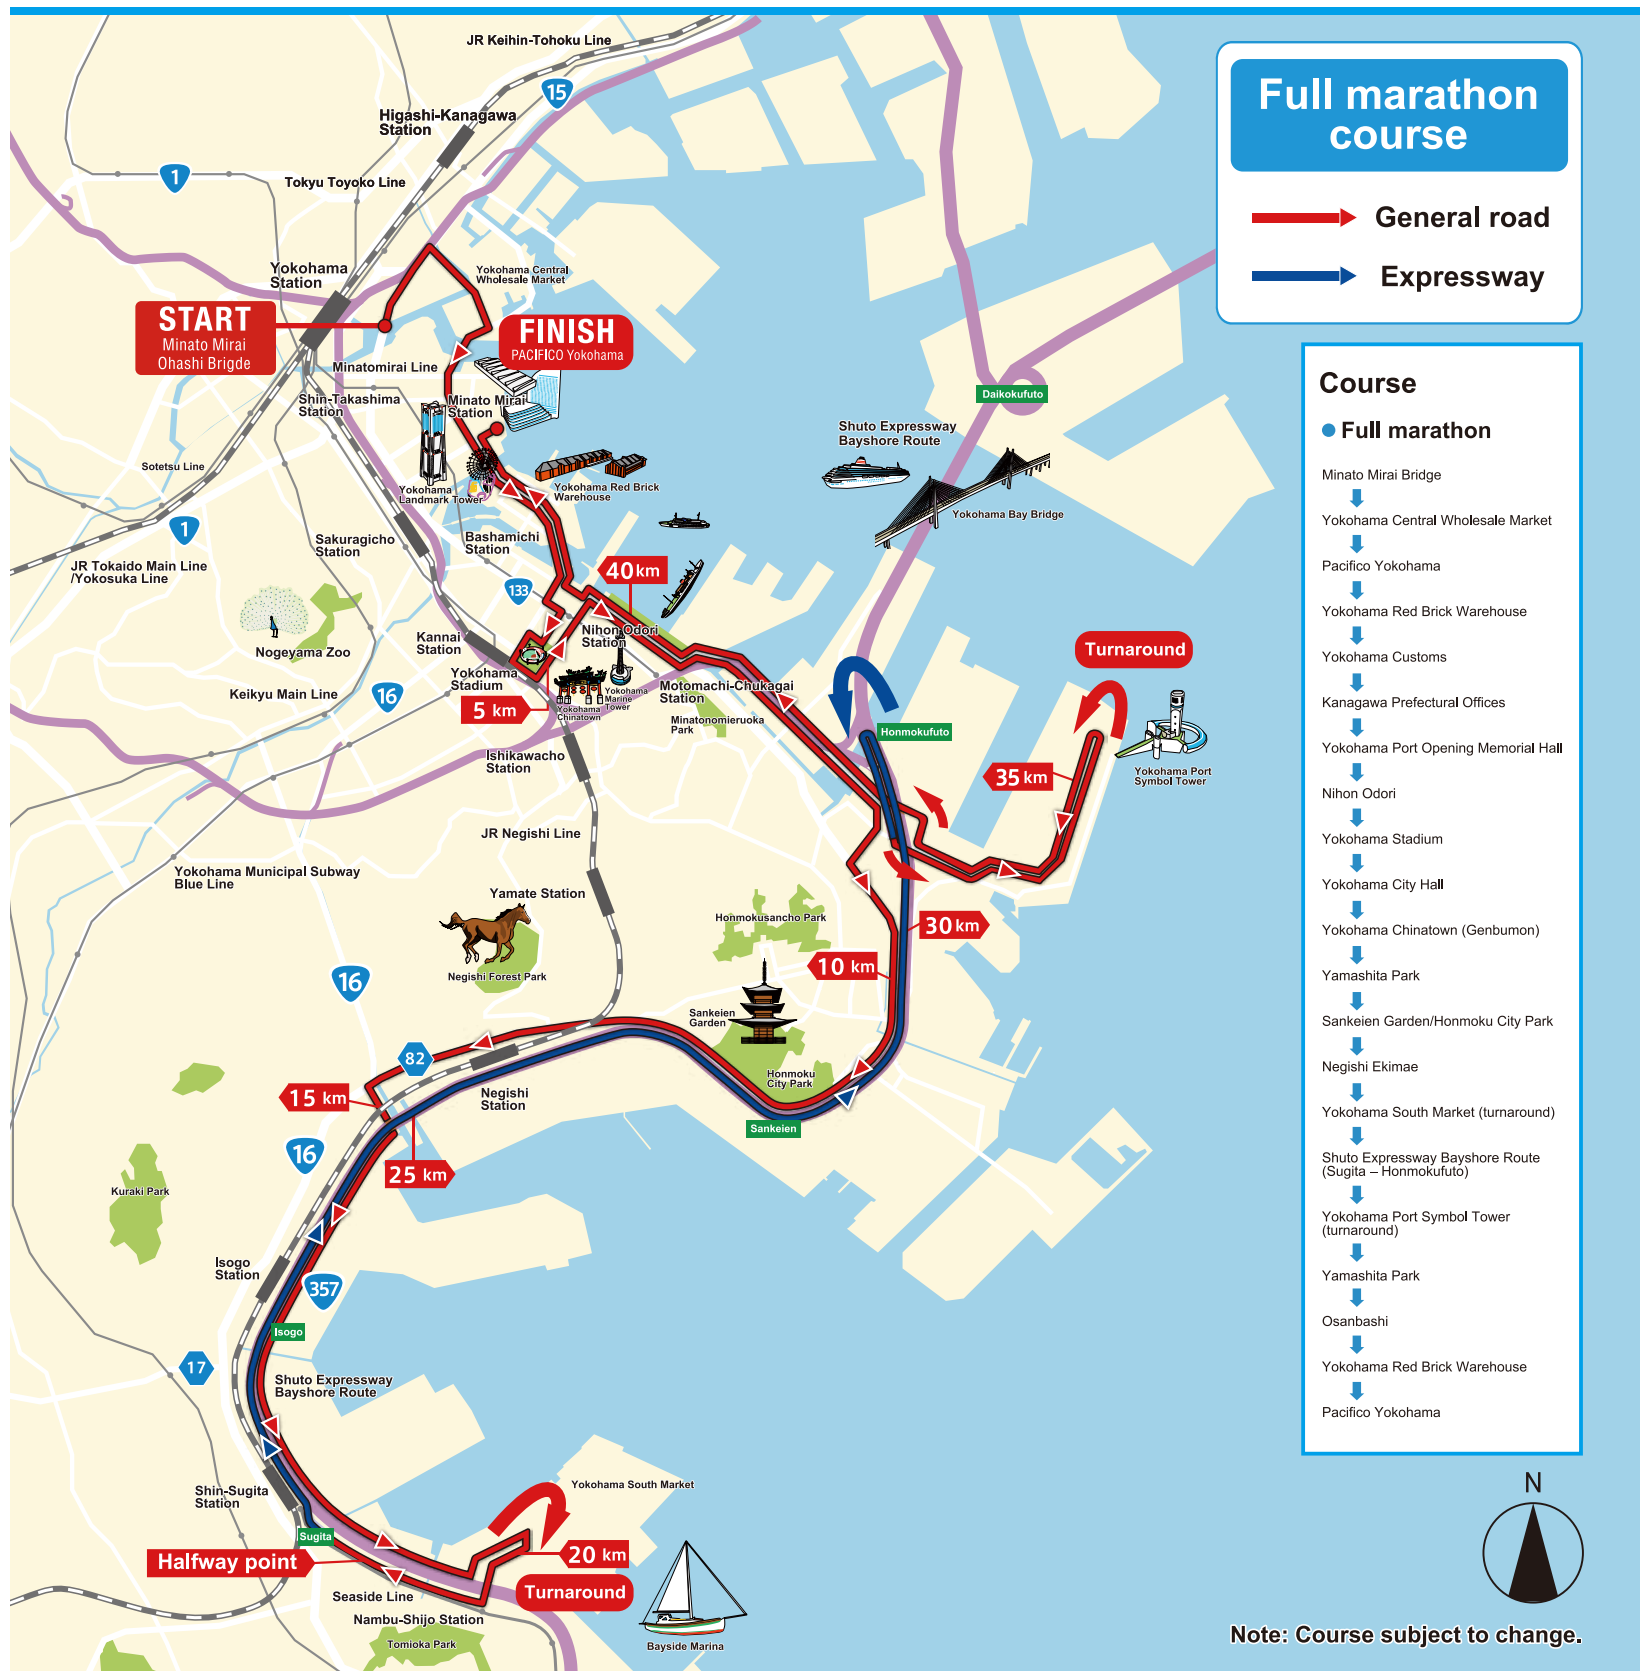 JR Keihin-Tohoku Line
15
Higashi-Kanagawa
Station
1
Tokyu Toyoko Line
Yokohama
Station
Yokohama Central
Wholesale Market
START
Minato Mirai
Ohashi Brigde
FINISH
PACIFICO Yokohama
Minatomirai Line
Shin-Takashima
Station
Minato Mirai
Station
Sotetsu Line
Yokohama
Landmark Tower
Yokohama Red Brick
Warehouse
1
Sakuragicho
Station
Bashamichi
Station
JR Tokaido Main Line
/Yokosuka Line
133
40 km
Nogeyama Zoo
Kannai
Station
Nihon Odori
Station
Yokohama
Stadium
Keikyu Main Line
16
5 km
Yokohama
Chinatown
Yokohama
Marine
Tower
Motomachi-Chukagai
Station
Minatonomieruoka
Park
Ishikawacho
Station
Daikokufuto
Shuto Expressway
Bayshore Route
Yokohama Bay Bridge
Turnaround
Honmokufuto
35 km
Yokohama Port
Symbol Tower
JR Negishi Line
Yokohama Municipal Subway
Blue Line
Yamate Station
Negishi Forest Park
Honmokusancho Park
30 km
10 km
16
Sankeien
Garden
Honmoku
City Park
Sankeien
82
Negishi
Station
15 km
16
25 km
Kuraki Park
Isogo
Station
357
Isogo
17
Shuto Expressway
Bayshore Route
Shin-Sugita
Station
Yokohama South Market
Sugita
Halfway point
20 km
Turnaround
Seaside Line
Nambu-Shijo Station
Tomioka Park
Bayside Marina
Full marathon
course
General road
Expressway
Course
Full marathon
Minato Mirai Bridge
Yokohama Central Wholesale Market
Pacifico Yokohama
Yokohama Red Brick Warehouse
Yokohama Customs
Kanagawa Prefectural Offices
Yokohama Port Opening Memorial Hall
Nihon Odori
Yokohama Stadium
Yokohama City Hall
Yokohama Chinatown (Genbumon)
Yamashita Park
Sankeien Garden/Honmoku City Park
Negishi Ekimae
Yokohama South Market (turnaround)
Shuto Expressway Bayshore Route
(Sugita – Honmokufuto)
Yokohama Port Symbol Tower
(turnaround)
Yamashita Park
Osanbashi
Yokohama Red Brick Warehouse
Pacifico Yokohama
N
Note: Course subject to change.